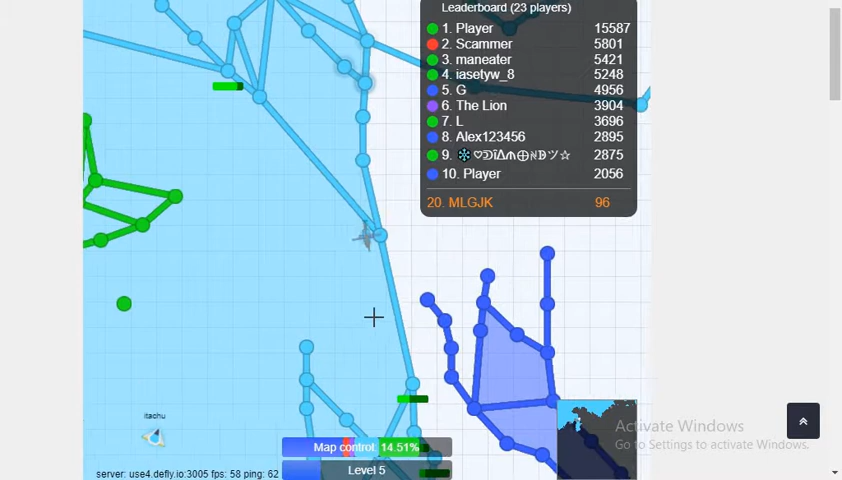 Leaderboard (23 players)
1. Player 15587
2. Scammer 5801
3. maneater 5421
4. iasetyw_8 5248
5. G 4956
6. The Lion 3904
7. L 3696
8. Alex123456 2895
9. 2875
10. Player 2056
20. MLGJK 96
itachu
Map control: 14.51%
Level 5
Activate Windows
Go to Settings to activate Windows.
server: use4.defly.io:3005 fps: 58 ping: 62